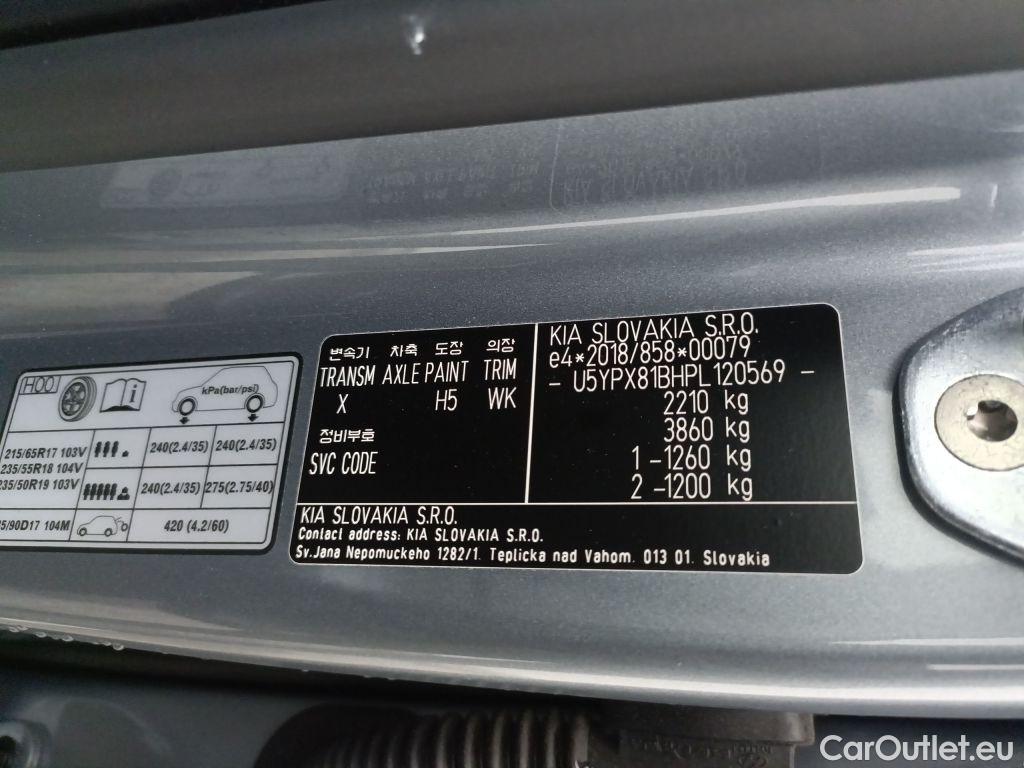 H00J
kPa(bar/psi)
215/65R17 103V
235/55R18 104V
240(2.4/35) 240(2.4/35)
235/50R19 103V
240(2.4/35) 275(2.75/40)
5/90D17 104M
420 (4.2/60)
변속기 차축 도장 의장
TRANSM AXLE PAINT TRIM
X H5 WK
정비부호
SVC CODE
KIA SLOVAKIA S.R.O.
e4*2018/858*00079
- U5YPX81BHPL120569 -
2210 kg
3860 kg
1 -1260 kg
2 -1200 kg
KIA SLOVAKIA S.R.O.
Contact address: KIA SLOVAKIA S.R.O.
Sv.Jana Nepomuckeho 1282/1. Teplicka nad Vahom. 013 01. Slovakia
CarOutlet.eu